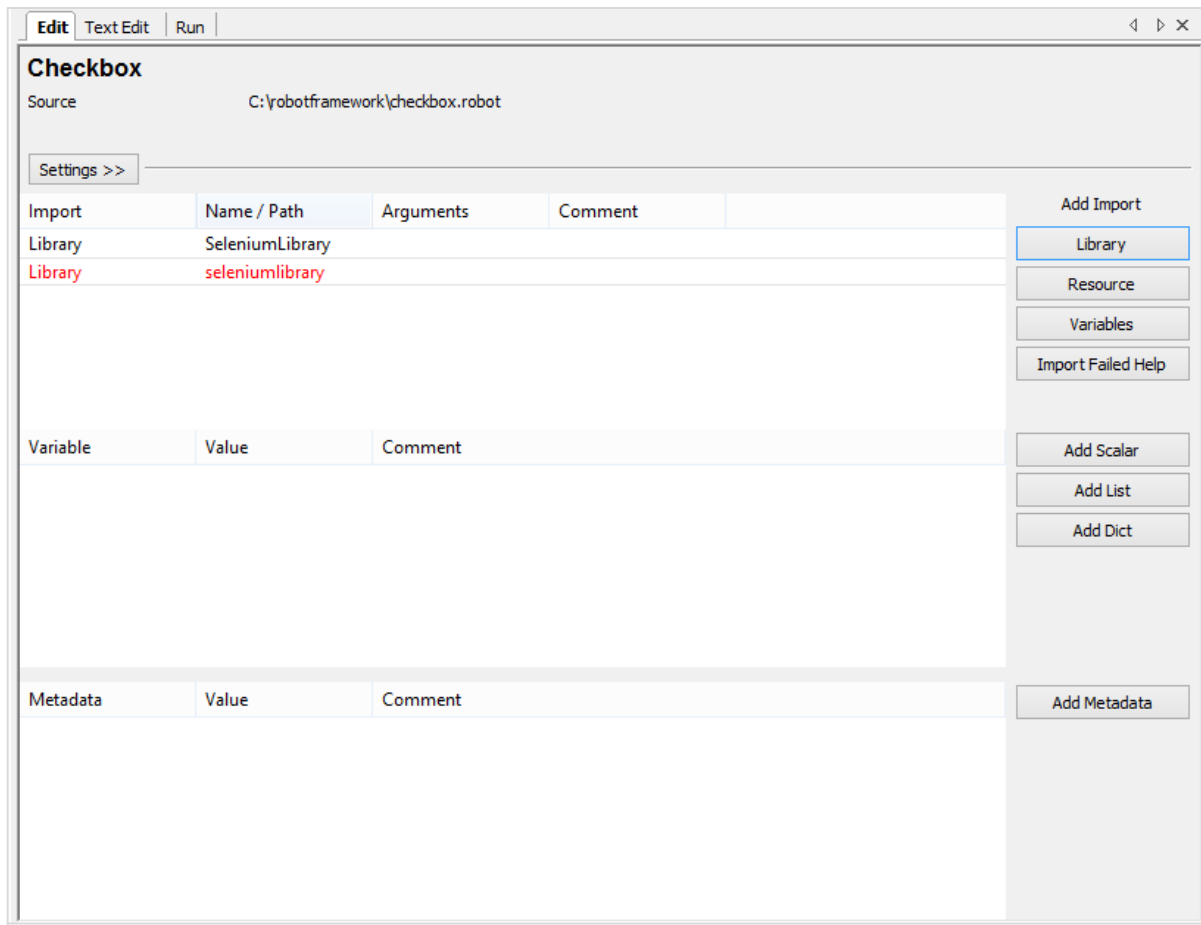 Edit Text Edit Run
Checkbox
Source C:\robotframework\checkbox.robot
Settings >>
Import Name / Path Arguments Comment Add Import
Library SeleniumLibrary Library
Library seleniumlibrary Resource
Variables
Import Failed Help
Variable Value Comment Add Scalar
Add List
Add Dict
Metadata Value Comment Add Metadata